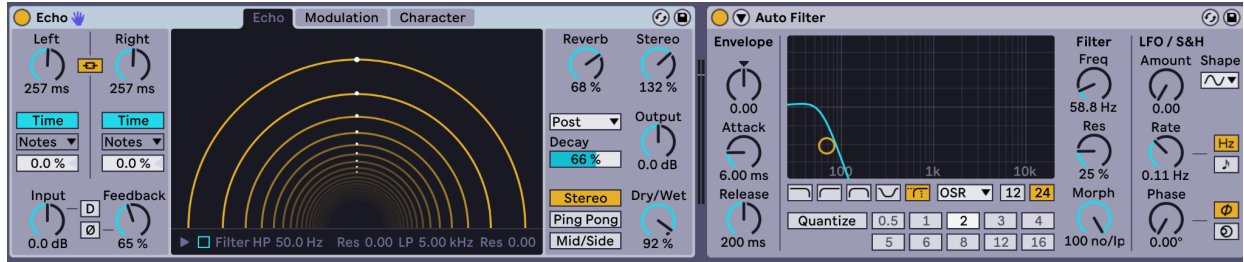 Echo
Echo Modulation Character
Left Right
257 ms 257 ms
Time Time
Notes Notes
0.0 % 0.0 %
Input D Feedback
Ø
0.0 dB 65 %
Filter HP 50.0 Hz Res 0.00 LP 5.00 kHz Res 0.00
Reverb Stereo
68 % 132 %
Post
Output
Decay
66 %
0.0 dB
Stereo
Dry/Wet
Ping Pong
Mid/Side
92 %
Auto Filter
Envelope
0.00
Attack
6.00 ms
Release
200 ms
100 1k 10k
OSR 12 24
Quantize 0.5 1 2 3 4
5 6 8 12 16
Filter
Freq
58.8 Hz
Res
25 %
Morph
100 no/lp
LFO / S&H
Amount Shape
0.00
Rate
Hz
0.11 Hz
Phase
ϕ
0.00°